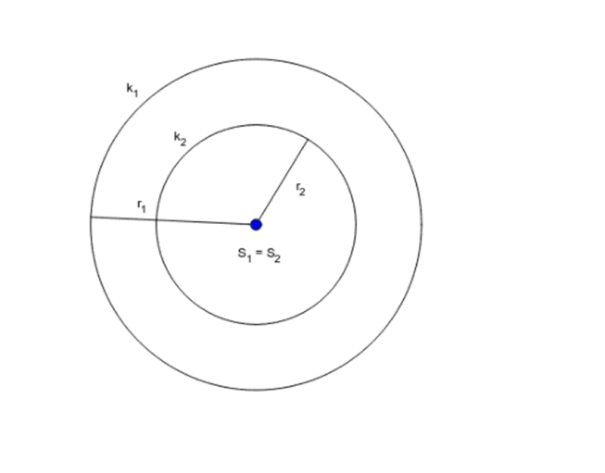 k₁
k₂
r₁
r₂
S₁ = S₂